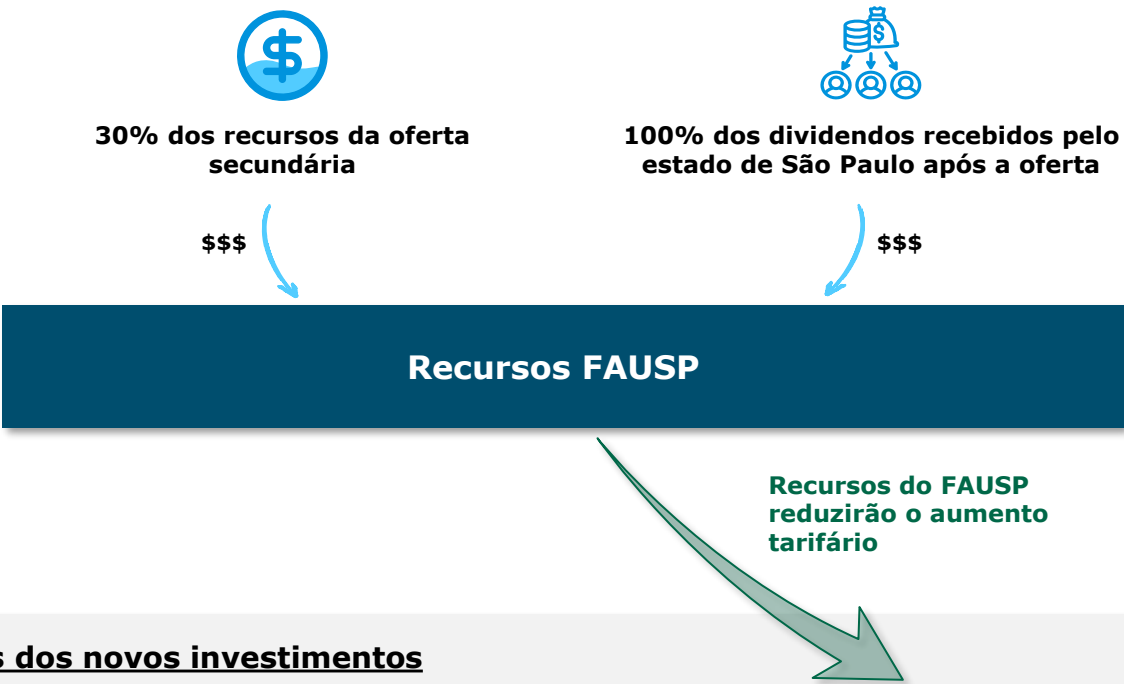 30% dos recursos da oferta
secundária
100% dos dividendos recebidos pelo
estado de São Paulo após a oferta
$$$
$$$
Recursos FAUSP
Recursos do FAUSP
reduzirão o aumento
tarifário
dos novos investimentos